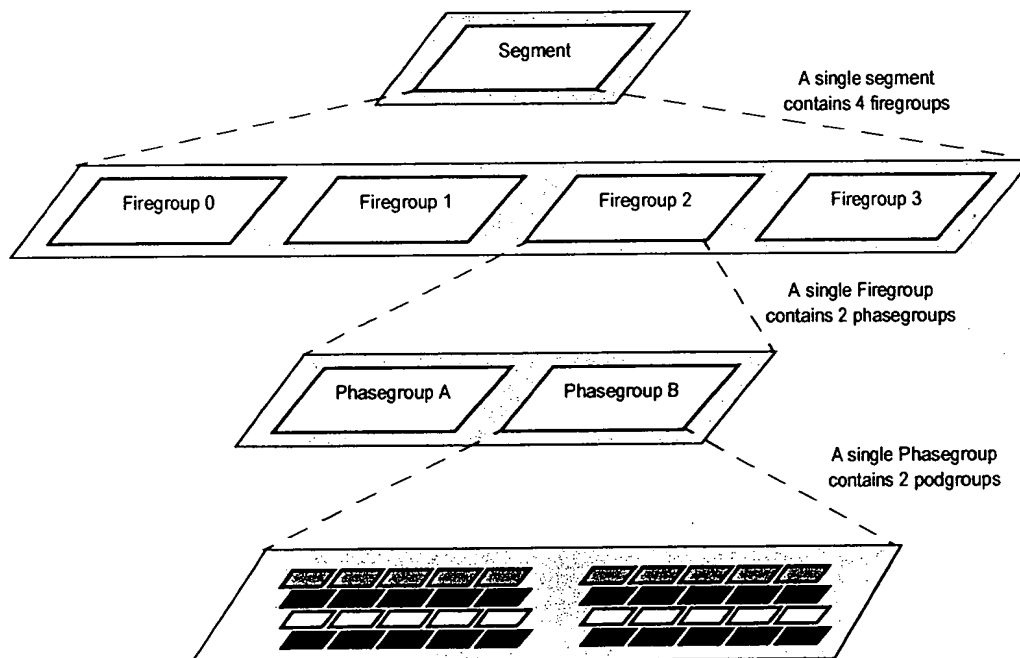 Segment
A single segment
contains 4 firegroups
Firegroup 0
Firegroup 1
Firegroup 2
Firegroup 3
A single Firegroup
contains 2 phasegroups
Phasegroup A
Phasegroup B
A single Phasegroup
contains 2 podgroups